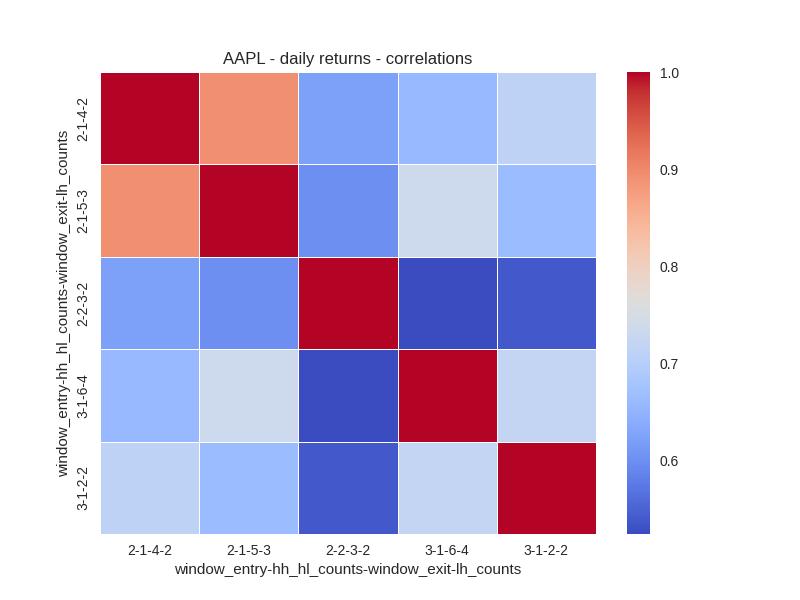 AAPL - daily returns - correlations
window_entry-hh_hl_counts-window_exit-lh_counts
2-1-4-2
2-1-5-3
2-2-3-2
3-1-6-4
3-1-2-2
2-1-4-2 2-1-5-3 2-2-3-2 3-1-6-4 3-1-2-2
window_entry-hh_hl_counts-window_exit-lh_counts
1.0
0.9
0.8
0.7
0.6